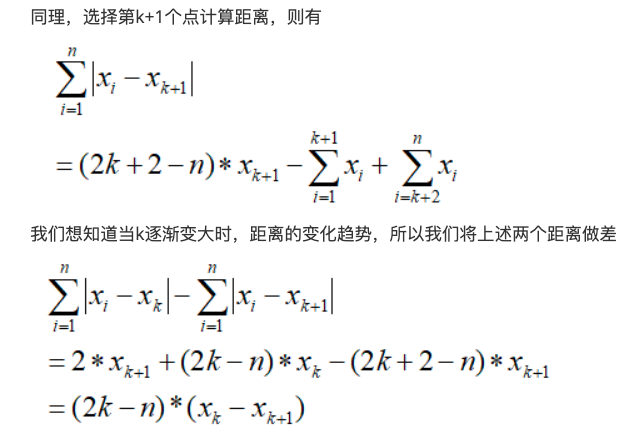 同理，选择第k+1个点计算距离，则有
\sum_{i=1}^{n}|x_i - x_{k+1}|
= (2k+2-n)*x_{k+1} - \sum_{i=1}^{k+1} x_i + \sum_{i=k+2}^{n} x_i
我们想知道当k逐渐变大时，距离的变化趋势，所以我们将上述两个距离做差
\sum_{i=1}^{n}|x_i - x_k| - \sum_{i=1}^{n}|x_i - x_{k+1}|
= 2*x_{k+1} + (2k-n)*x_k - (2k+2-n)*x_{k+1}
= (2k-n)*(x_k - x_{k+1})